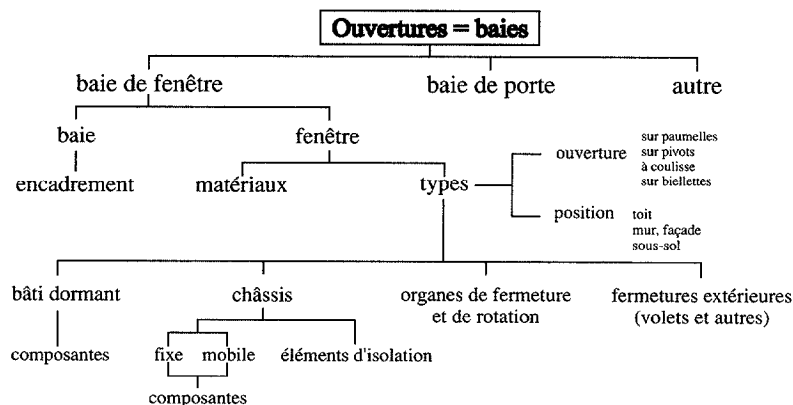 Ouvertures = baies
baie de fenêtre
baie de porte
autre
baie
fenêtre
encadrement
matériaux
types
ouverture
sur paumelles
sur pivots
à coulisse
sur biellettes
position
toit
mur, façade
sous-sol
bâti dormant
châssis
organes de fermeture
et de rotation
fermetures extérieures
(volets et autres)
composantes
fixe
mobile
éléments d'isolation
composantes